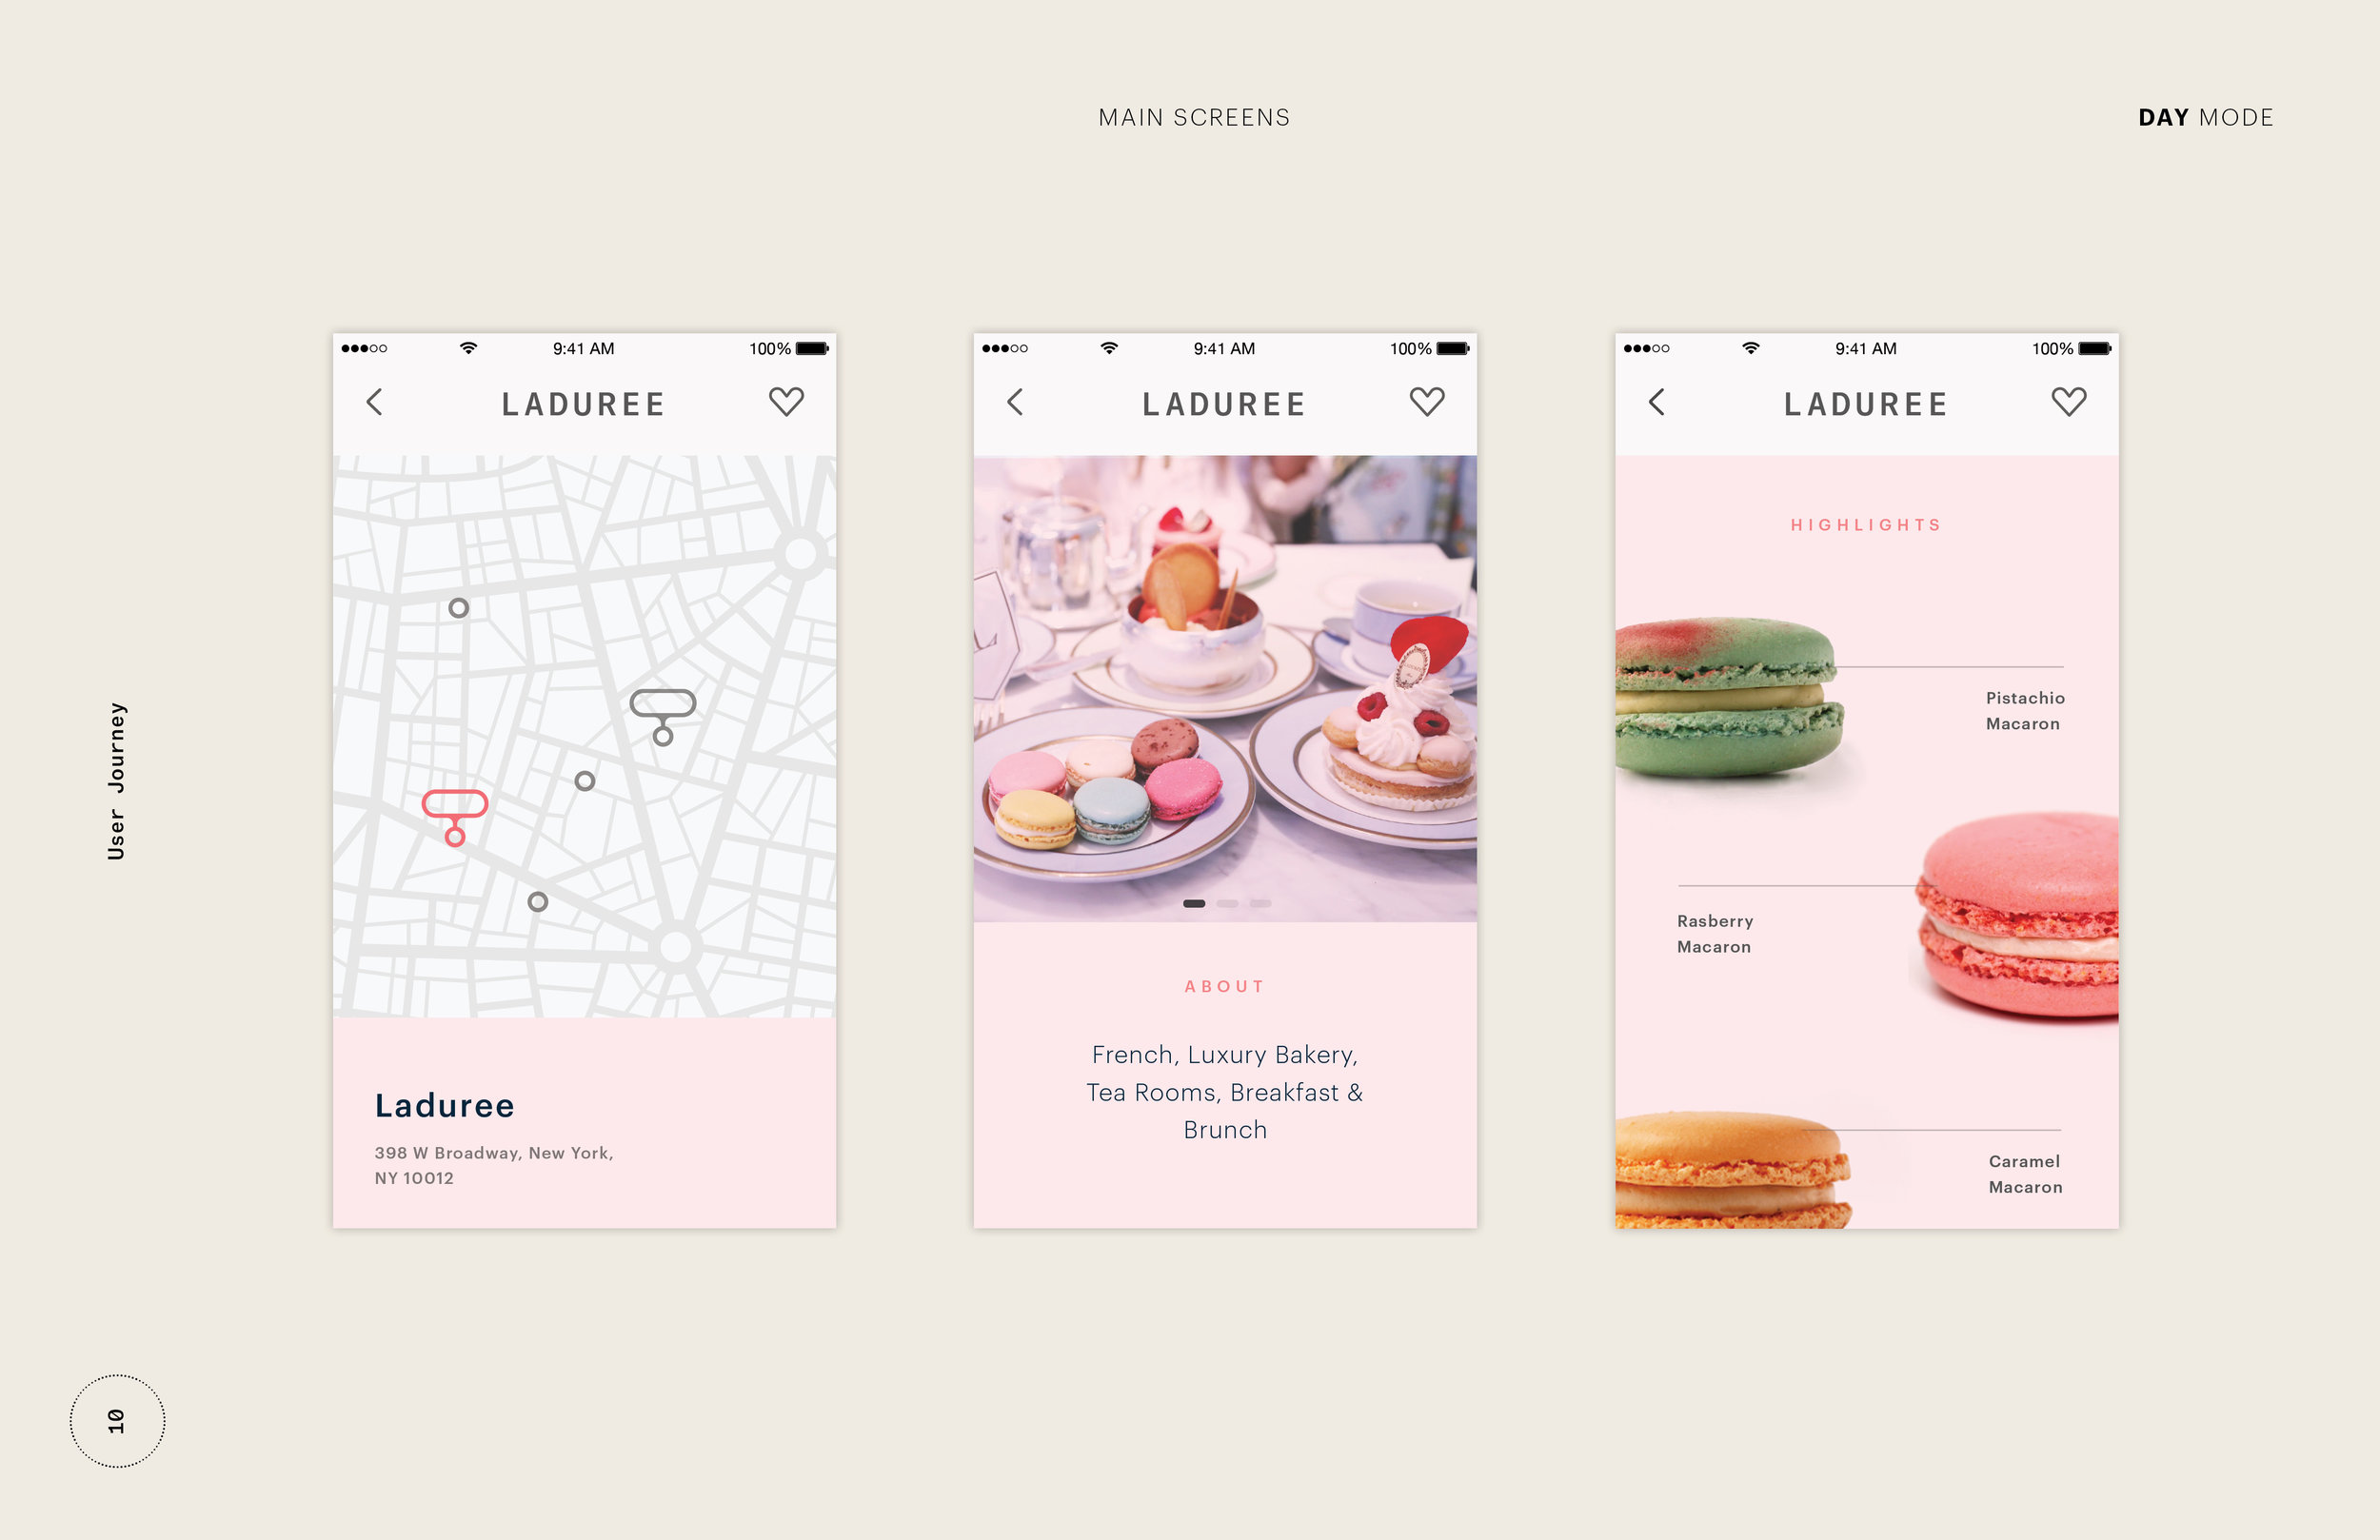 MAIN SCREENS
DAY MODE
User Journey
9:41 AM
100%
LADUREE
Laduree
398 W Broadway, New York,
NY 10012
9:41 AM
100%
LADUREE
ABOUT
French, Luxury Bakery,
Tea Rooms, Breakfast &
Brunch
9:41 AM
100%
LADUREE
HIGHLIGHTS
Pistachio
Macaron
Rasberry
Macaron
Caramel
Macaron
10